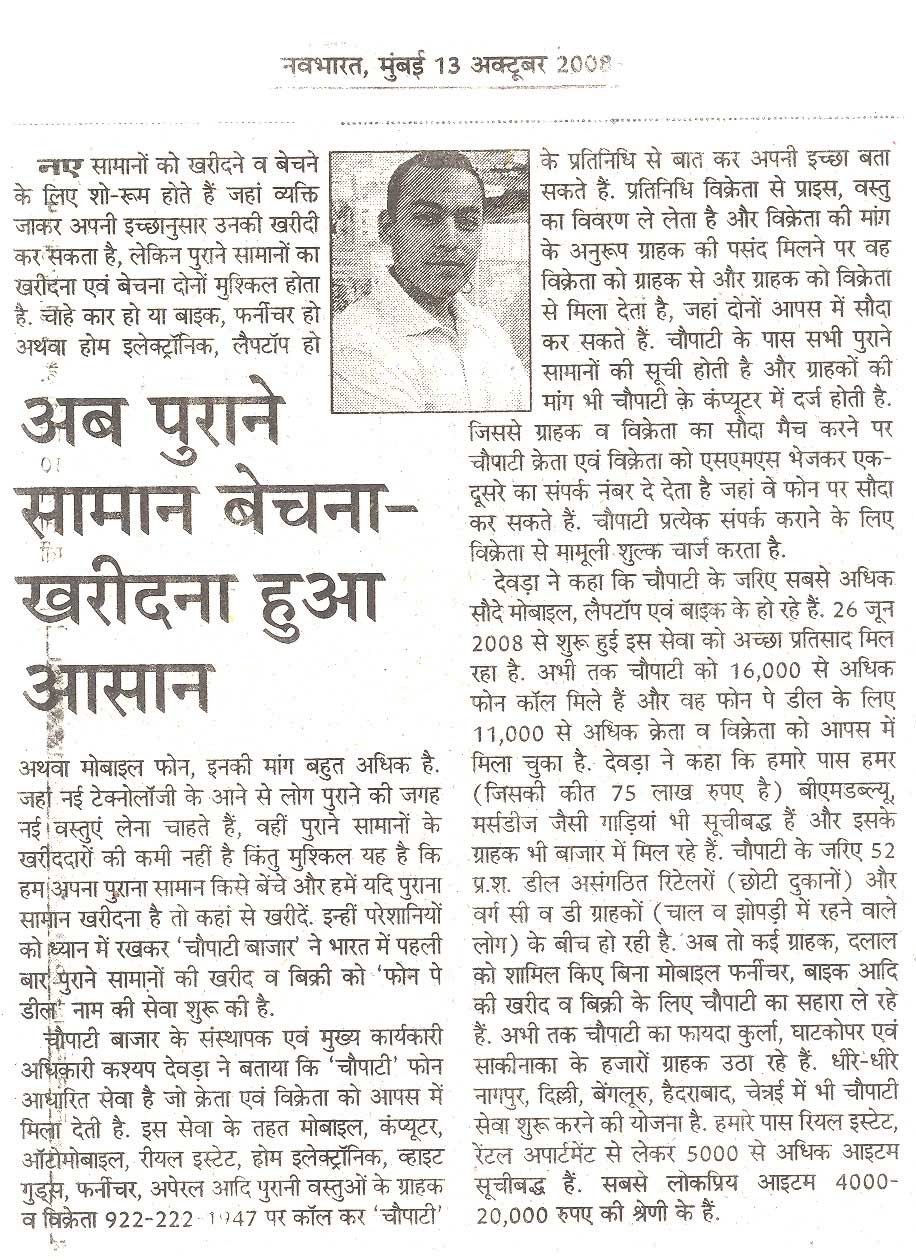 नवभारत, मुंबई 13 अक्टूबर 2008
नए सामानों को खरीदने व बेचने
के लिए शो-रूम होते हैं जहां व्यक्ति
जाकर अपनी इच्छानुसार उनकी खरीदी
कर सकता है, लेकिन पुराने सामानों का
खरीदना एवं बेचना दोनों मुश्किल होता
है. चाहे कार हो या बाइक, फर्नीचर हो
अथवा होम इलेक्ट्रॉनिक, लैपटॉप हो
अब पुराने
सामान बेचना-
खरीदना हुआ
आसान
अथवा मोबाइल फोन, इनकी मांग बहुत अधिक है.
जहां नई टेक्नोलॉजी के आने से लोग पुराने की जगह
नई वस्तुएं लेना चाहते हैं, वहीं पुराने सामानों के
खरीददारों की कमी नहीं है किंतु मुश्किल यह है कि
हम अपना पुराना सामान किसे बेंचे और हमें यदि पुराना
सामान खरीदना है तो कहां से खरीदें. इन्हीं परेशानियों
को ध्यान में रखकर ‘चौपाटी बाजार’ ने भारत में पहली
बार पुराने सामानों की खरीद व बिक्री को ‘फोन पे
डील’ नाम की सेवा शुरू की है.
चौपाटी बाजार के संस्थापक एवं मुख्य कार्यकारी
अधिकारी कश्यप देवड़ा ने बताया कि ‘चौपाटी’ फोन
आधारित सेवा है जो क्रेता एवं विक्रेता को आपस में
मिला देती है. इस सेवा के तहत मोबाइल, कंप्यूटर,
ऑटोमोबाइल, रीयल इस्टेट, होम इलेक्ट्रॉनिक, व्हाइट
गुड्स, फर्नीचर, अपेरल आदि पुरानी वस्तुओं के ग्राहक
व विक्रेता 922-222-1947 पर कॉल कर ‘चौपाटी’
के प्रतिनिधि से बात कर अपनी इच्छा बता
सकते हैं. प्रतिनिधि विक्रेता से प्राइस, वस्तु
का विवरण ले लेता है और विक्रेता की मांग
के अनुरूप ग्राहक की पसंद मिलने पर वह
विक्रेता को ग्राहक से और ग्राहक को विक्रेता
से मिला देता है, जहां दोनों आपस में सौदा
कर सकते हैं. चौपाटी के पास सभी पुराने
सामानों की सूची होती है और ग्राहकों की
मांग भी चौपाटी के कंप्यूटर में दर्ज होती है.
जिससे ग्राहक व विक्रेता का सौदा मैच करने पर
चौपाटी क्रेता एवं विक्रेता को एसएमएस भेजकर एक-
दूसरे का संपर्क नंबर दे देता है जहां वे फोन पर सौदा
कर सकते हैं. चौपाटी प्रत्येक संपर्क कराने के लिए
विक्रेता से मामूली शुल्क चार्ज करता है.
देवड़ा ने कहा कि चौपाटी के जरिए सबसे अधिक
सौदे मोबाइल, लैपटॉप एवं बाइक के हो रहे हैं. 26 जून
2008 से शुरू हुई इस सेवा को अच्छा प्रतिसाद मिल
रहा है. अभी तक चौपाटी को 16,000 से अधिक
फोन कॉल मिले हैं और वह फोन पे डील के लिए
11,000 से अधिक क्रेता व विक्रेता को आपस में
मिला चुका है. देवड़ा ने कहा कि हमारे पास हमर
(जिसकी कीत 75 लाख रुपए है) बीएमडब्ल्यू,
मर्सडीज जैसी गाड़ियां भी सूचीबद्ध हैं और इसके
ग्राहक भी बाजार में मिल रहे हैं. चौपाटी के जरिए 52
प्र.श. डील असंगठित रिटेलरों (छोटी दुकानों) और
वर्ग सी व डी ग्राहकों (चाल व झोपड़ी में रहने वाले
लोग) के बीच हो रही है. अब तो कई ग्राहक, दलाल
को शामिल किए बिना मोबाइल फर्नीचर, बाइक आदि
की खरीद व बिक्री के लिए चौपाटी का सहारा ले रहे
हैं. अभी तक चौपाटी का फायदा कुर्ला, घाटकोपर एवं
साकीनाका के हजारों ग्राहक उठा रहे हैं. धीरे-धीरे
नागपुर, दिल्ली, बेंगलूरु, हैदराबाद, चेन्नई में भी चौपाटी
सेवा शुरू करने की योजना है. हमारे पास रियल इस्टेट,
रेंटल अपार्टमेंट से लेकर 5000 से अधिक आइटम
सूचीबद्ध हैं. सबसे लोकप्रिय आइटम 4000-
20,000 रुपए की श्रेणी के हैं.